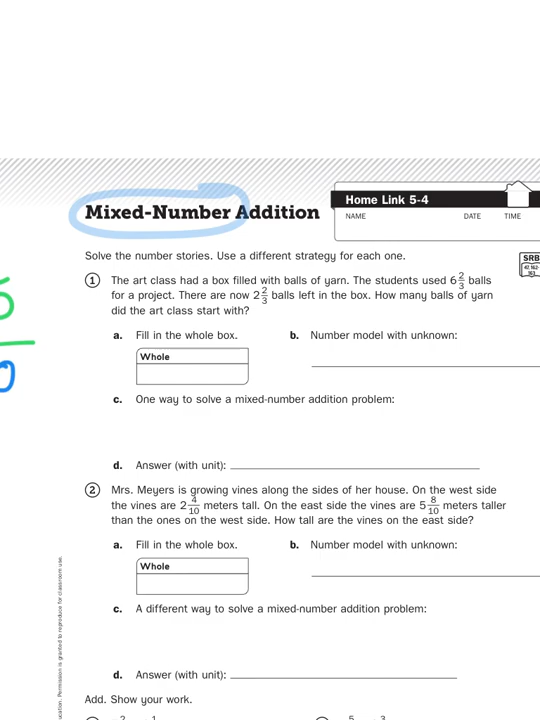 Home Link 5-4
Mixed-Number Addition
NAME DATE TIME
Solve the number stories. Use a different strategy for each one.
SRB
1 The art class had a box filled with balls of yarn. The students used 6 2/3 balls
for a project. There are now 2 2/3 balls left in the box. How many balls of yarn
did the art class start with?
a. Fill in the whole box. b. Number model with unknown:
Whole
c. One way to solve a mixed-number addition problem:
d. Answer (with unit):
2 Mrs. Meyers is growing vines along the sides of her house. On the west side
the vines are 2 4/10 meters tall. On the east side the vines are 5 8/10 meters taller
than the ones on the west side. How tall are the vines on the east side?
a. Fill in the whole box. b. Number model with unknown:
Whole
c. A different way to solve a mixed-number addition problem:
d. Answer (with unit):
Add. Show your work.
Permission is granted to reproduce for classroom use.